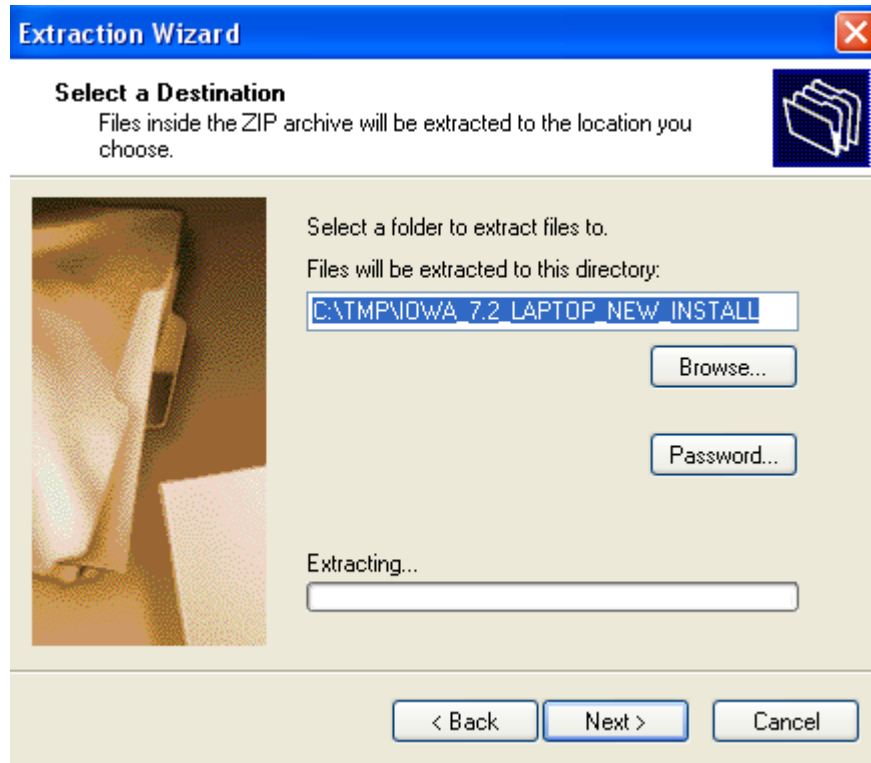 Extraction Wizard
Select a Destination
Files inside the ZIP archive will be extracted to the location you
choose.
Select a folder to extract files to.
Files will be extracted to this directory:
C:\TMP\IOWA_7.2_LAPTOP_NEW_INSTALL
Browse...
Password...
Extracting...
< Back
Next >
Cancel